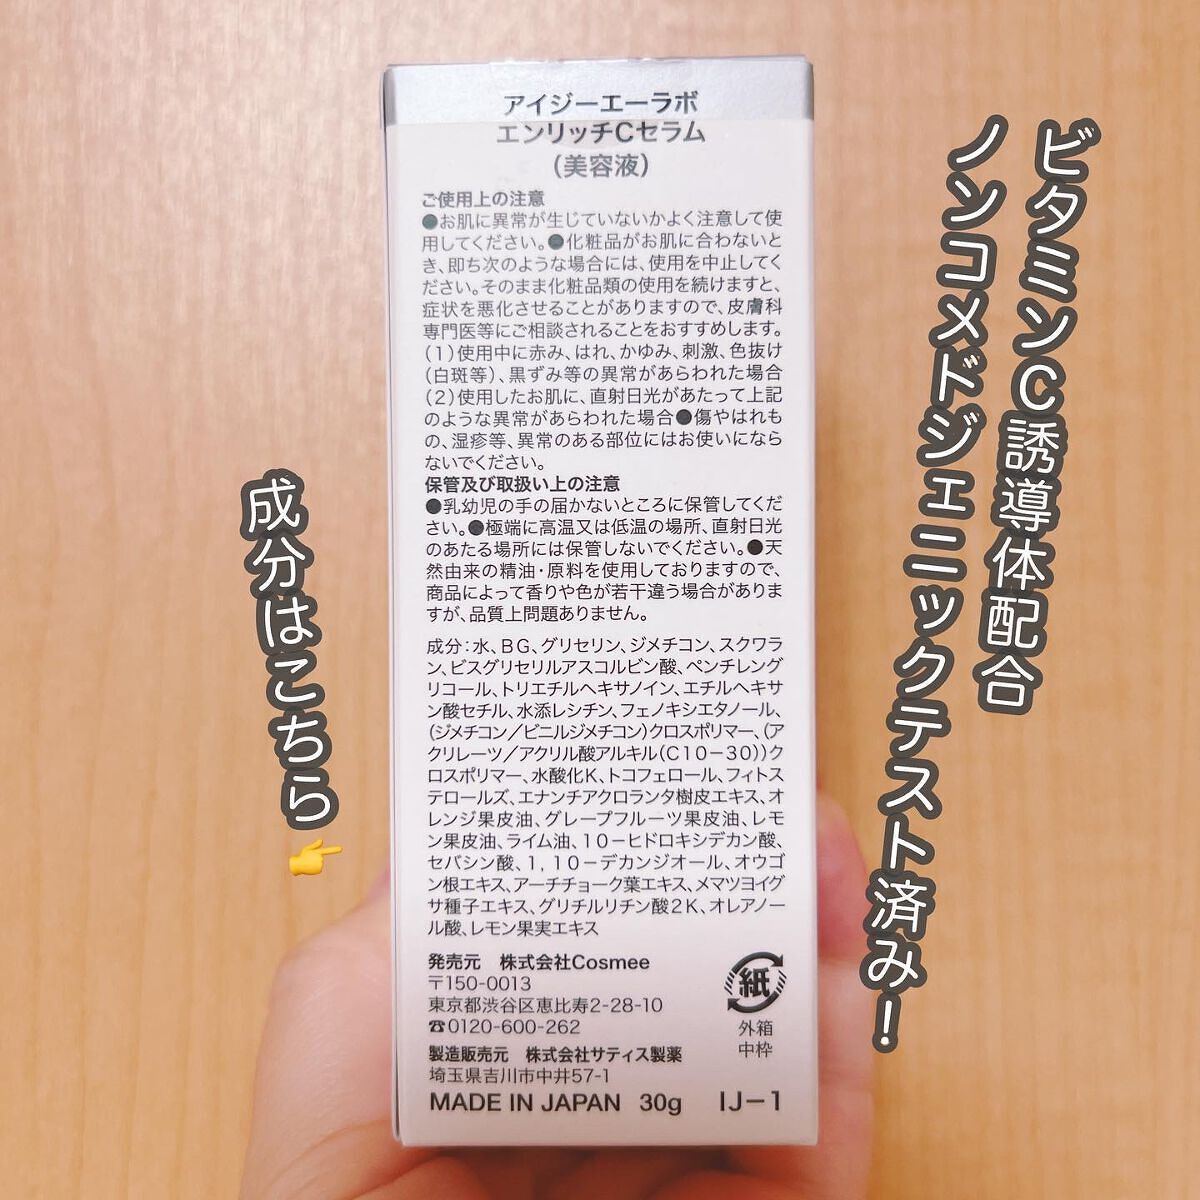 アイジーエーラボ
エンリッチCセラム
(美容液)
ご使用上の注意
●お肌に異常が生じていないかよく注意して使
用してください。●化粧品がお肌に合わないと
き、即ち次のような場合には、使用を中止してく
ださい。そのまま化粧品類の使用を続けますと、
症状を悪化させることがありますので、皮膚科
専門医等にご相談されることをおすすめします。
(1)使用中に赤み、はれ、かゆみ、刺激、色抜け
(白斑等)、黒ずみ等の異常があらわれた場合
(2)使用したお肌に、直射日光があたって上記
のような異常があらわれた場合●傷やはれも
の、湿疹等、異常のある部位にはお使いになら
ないでください。
保管及び取扱い上の注意
●乳幼児の手の届かないところに保管してくだ
さい。●極端に高温又は低温の場所、直射日光
のあたる場所には保管しないでください。●天
然由来の精油・原料を使用しておりますので、
商品によって香りや色が若干違う場合がありま
すが、品質上問題ありません。
成分:水、BG、グリセリン、ジメチコン、スクワラ
ン、ビスグリセリルアスコルビン酸、ペンチレング
リコール、トリエチルヘキサノイン、エチルヘキサ
ン酸セチル、水添レシチン、フェノキシエタノール、
(ジメチコン/ビニルジメチコン)クロスポリマー、(ア
クリレーツ/アクリル酸アルキル(C10-30))ク
ロスポリマー、水酸化K、トコフェロール、フィトス
テロールズ、エナンチアクロランタ樹皮エキス、オ
レンジ果皮油、グレープフルーツ果皮油、レモン
果皮油、ライム油、10-ヒドロキシデカン酸、
セバシン酸、1,10-デカンジオール、オウゴ
ン根エキス、アーチチョーク葉エキス、メマツヨイグ
サ種子エキス、グリチルリチン酸2K、オレアノー
ル酸、レモン果実エキス
発売元 株式会社Cosmee
〒150-0013
東京都渋谷区恵比寿2-28-10
☎0120-600-262
製造販売元 株式会社サティス製薬
埼玉県吉川市中井57-1
MADE IN JAPAN 30g IJ-1
紙
外箱
中枠
ビタミンC誘導体配合
ノンコメドジェニックテスト済み!
成分はこちら👉